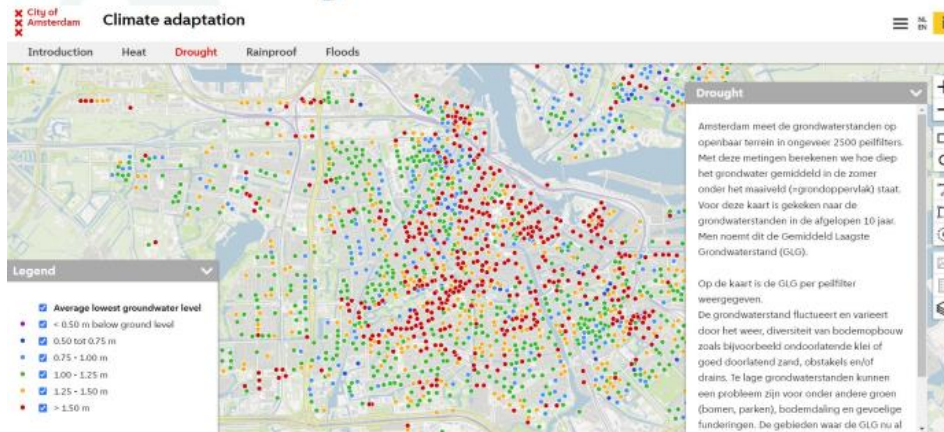 City of
Amsterdam
Climate adaptation
NL
EN
Introduction Heat Drought Rainproof Floods
Drought
Amsterdam meet de grondwaterstanden op
openbaar terrein in ongeveer 2500 peilfilters.
Met deze metingen berekenen we hoe diep
het grondwater gemiddeld in de zomer
onder het maaiveld (=grondoppervlak) staat.
Voor deze kaart is gekeken naar de
grondwaterstanden in de afgelopen 10 jaar.
Men noemt dit de Gemiddeld Laagste
Grondwaterstand (GLG).
Op de kaart is de GLG per peilfilter
weergegeven.
De grondwaterstand fluctueert en varieert
door het weer, diversiteit van bodemopbouw
zoals bijvoorbeeld ondoorlatende klei of
goed doorlatend zand, obstakels en/of
drains. Te lage grondwaterstanden kunnen
een probleem zijn voor onder andere groen
(bomen, parken), bodemdaling en gevoelige
funderingen. De gebieden waar de GLG nu al
Legend
Average lowest groundwater level
< 0.50 m below ground level
0.50 tot 0.75 m
0.75 - 1.00 m
1.00 - 1.25 m
1.25 - 1.50 m
> 1.50 m